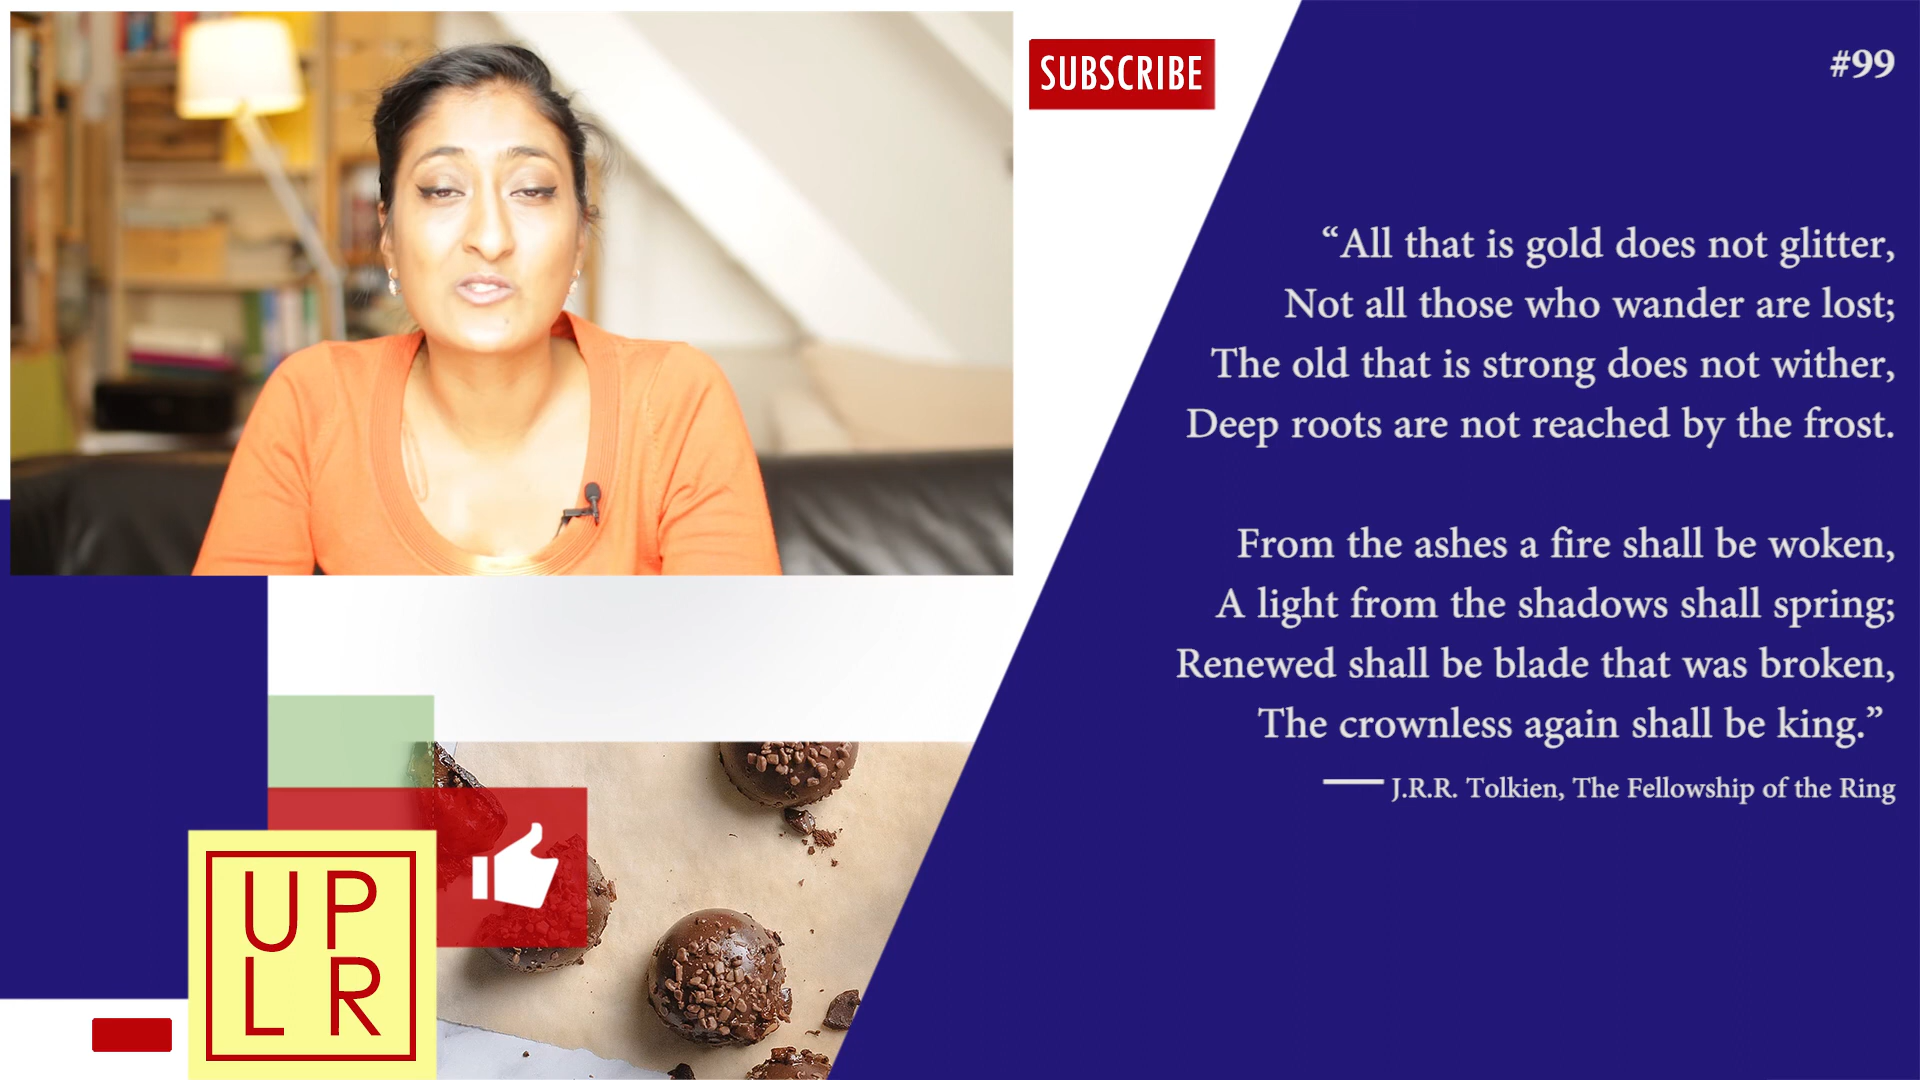 SUBSCRIBE
#99
“All that is gold does not glitter,
Not all those who wander are lost;
The old that is strong does not wither,
Deep roots are not reached by the frost.
From the ashes a fire shall be woken,
A light from the shadows shall spring;
Renewed shall be blade that was broken,
The crownless again shall be king.”
— J.R.R. Tolkien, The Fellowship of the Ring
UP
LR